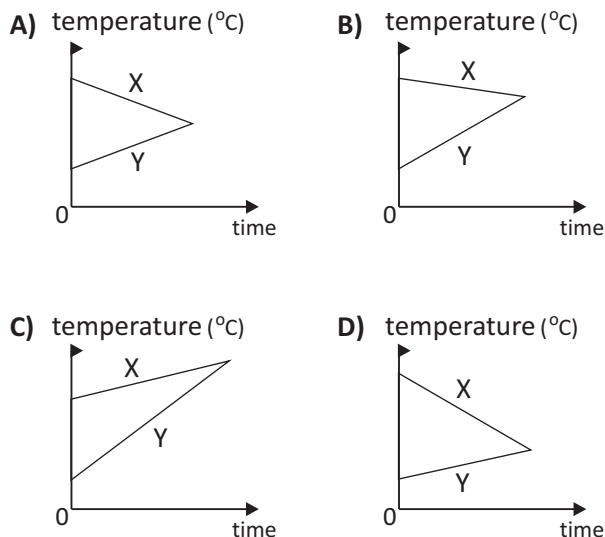 A) temperature (°C)
X
Y
0
time
B) temperature (°C)
X
Y
0
time
C) temperature (°C)
X
Y
0
time
D) temperature (°C)
X
Y
0
time